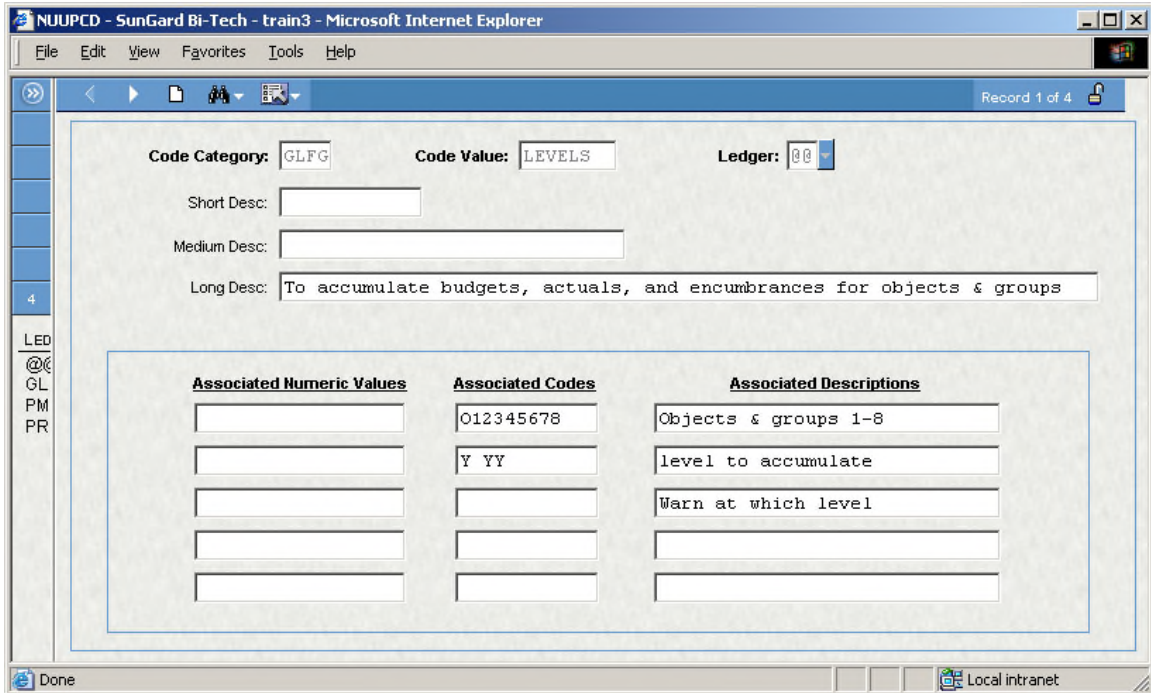 NUUPCD - SunGard Bi-Tech - train3 - Microsoft Internet Explorer
File Edit View Favorites Tools Help
Record 1 of 4
Code Category: GLFG Code Value: LEVELS Ledger: @@
Short Desc:
Medium Desc:
Long Desc: To accumulate budgets, actuals, and encumbrances for objects & groups
4
LED
@@
GL
PM
PR
Associated Numeric Values Associated Codes Associated Descriptions
O12345678 Objects & groups 1-8
Y YY level to accumulate
Warn at which level
Done Local intranet